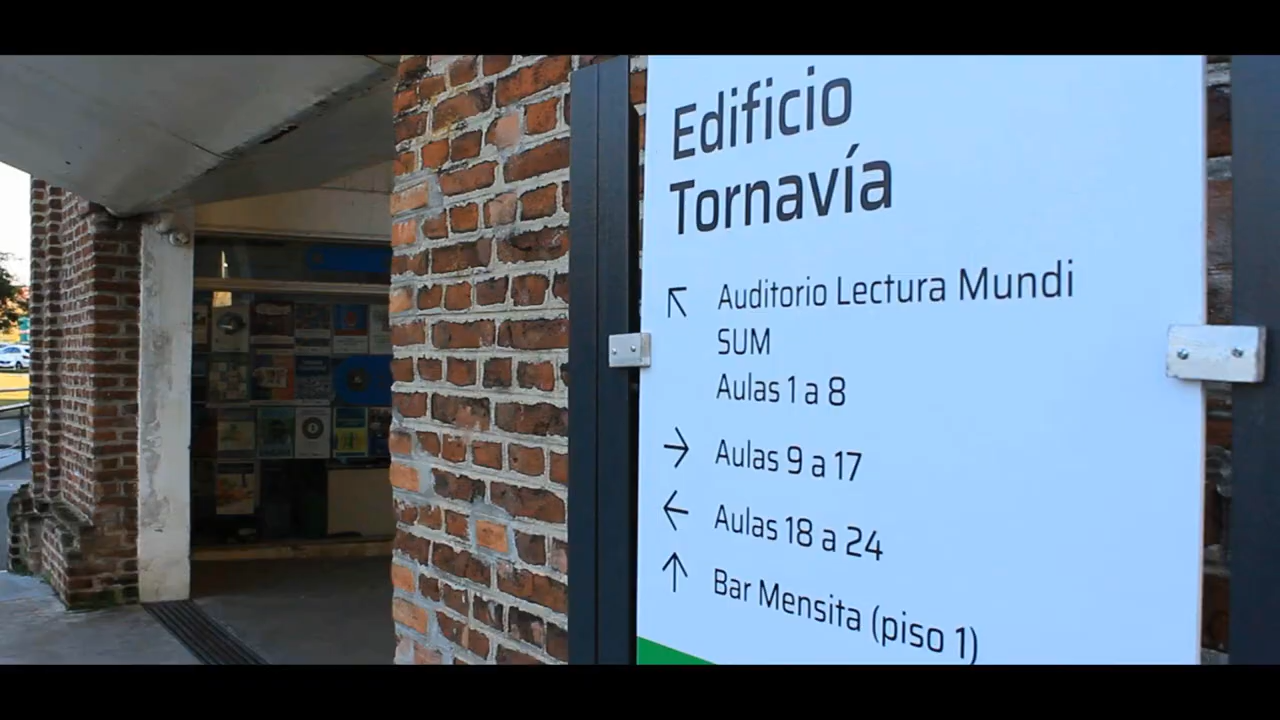 Edificio
Tornavía
Auditorio Lectura Mundi
SUM
Aulas 1 a 8
Aulas 9 a 17
Aulas 18 a 24
Bar Mensita (piso 1)